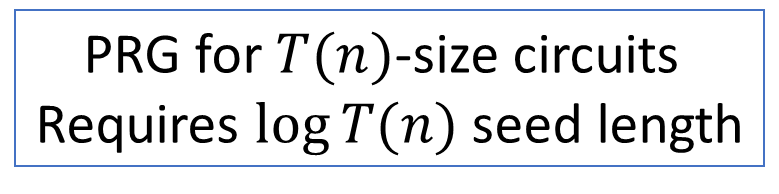 PRG for T(n)-size circuits
Requires log T(n) seed length